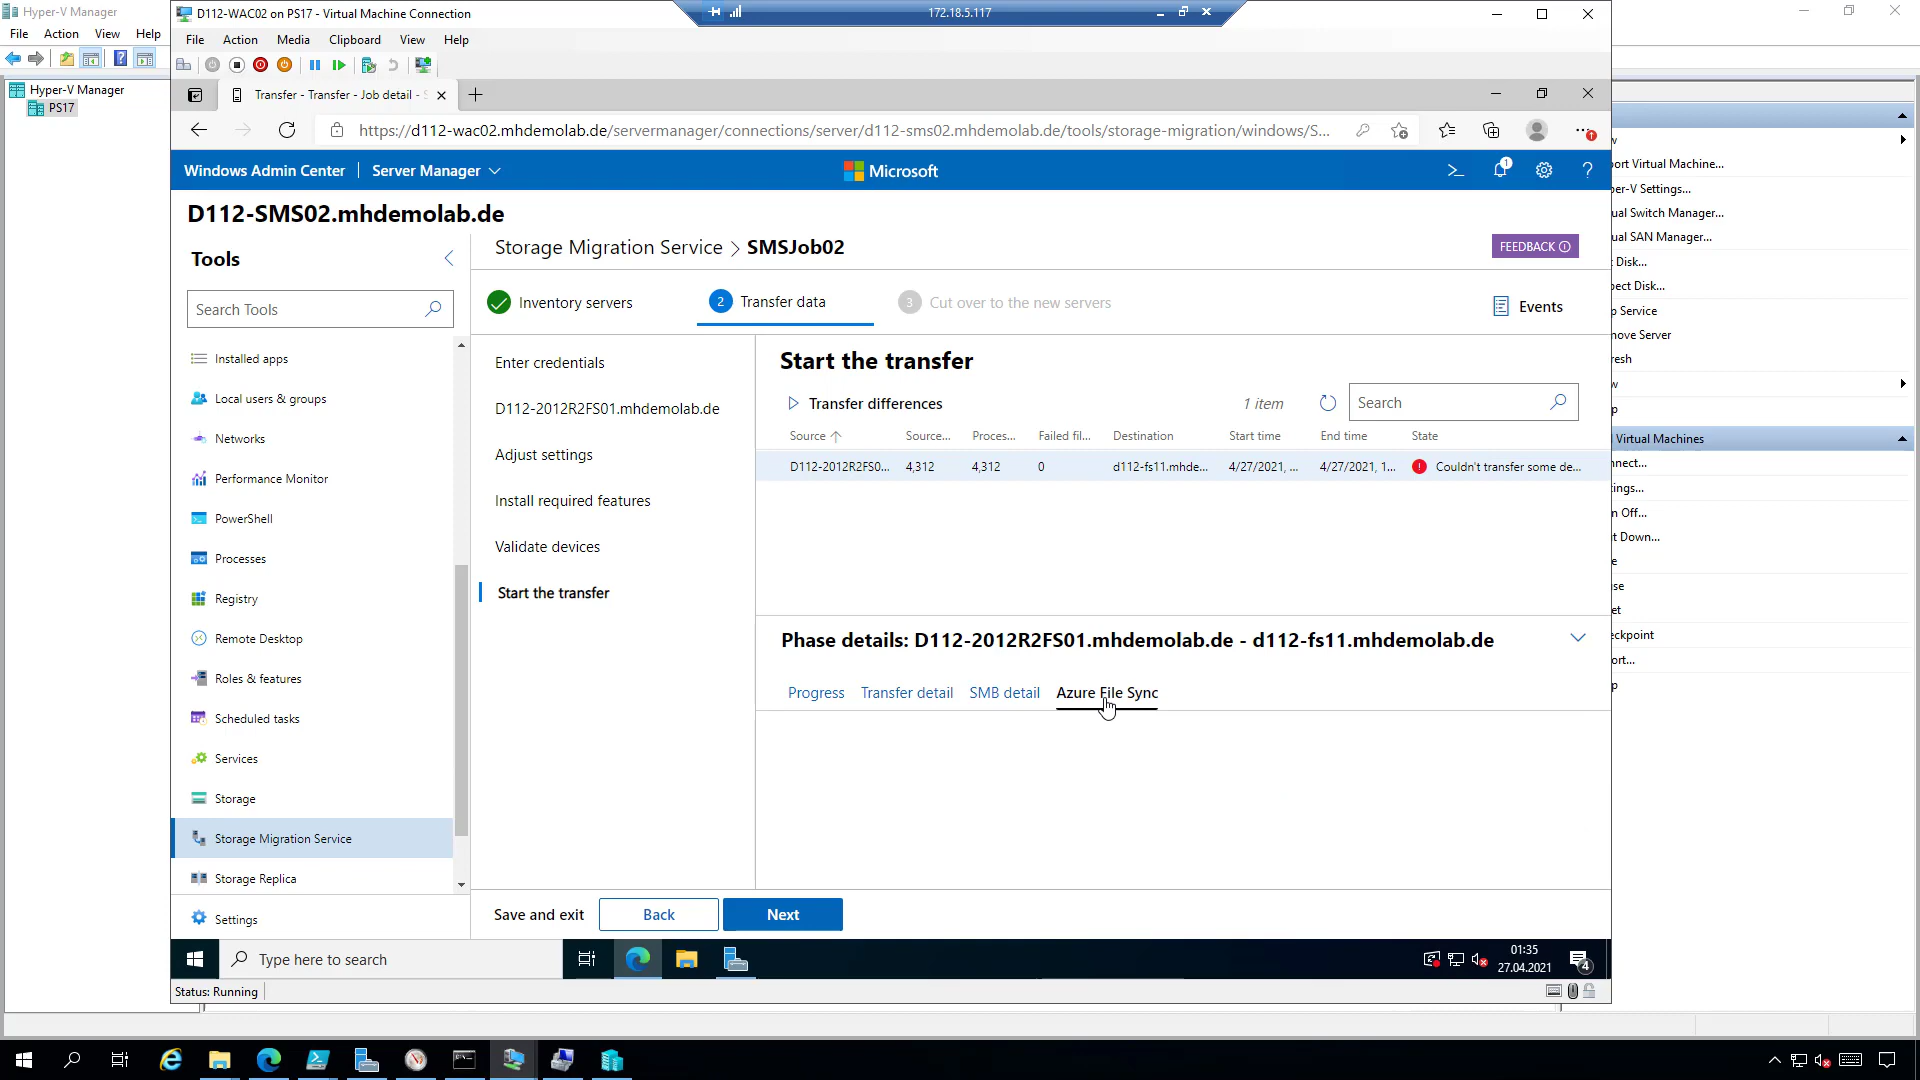 Hyper-V Manager
File Action View Help
Hyper-V Manager
PS17
D112-WAC02 on PS17 - Virtual Machine Connection
172.18.5.117
File Action Media Clipboard View Help
Transfer - Transfer - Job detail -
https://d112-wac02.mhdemolab.de/servermanager/connections/server/d112-sms02.mhdemolab.de/tools/storage-migration/windows/S...
Windows Admin Center Server Manager
Microsoft
1
D112-SMS02.mhdemolab.de
Tools
Search Tools
Installed apps
Local users & groups
Networks
Performance Monitor
PowerShell
Processes
Registry
Remote Desktop
Roles & features
Scheduled tasks
Services
Storage
Storage Migration Service
Storage Replica
Settings
Storage Migration Service > SMSJob02
FEEDBACK
Inventory servers
2 Transfer data
3 Cut over to the new servers
Events
Enter credentials
D112-2012R2FS01.mhdemolab.de
Adjust settings
Install required features
Validate devices
Start the transfer
Start the transfer
Transfer differences
1 item
Search
Source Source... Proces... Failed fil... Destination Start time End time State
D112-2012R2FS0... 4,312 4,312 0 d112-fs11.mhde... 4/27/2021, ... 4/27/2021, 1... Couldn't transfer some de...
Phase details: D112-2012R2FS01.mhdemolab.de - d112-fs11.mhdemolab.de
Progress Transfer detail SMB detail Azure File Sync
Save and exit Back Next
Type here to search
01:35
27.04.2021
4
Status: Running
w
ort Virtual Machine...
er-V Settings...
ual Switch Manager...
ual SAN Manager...
t Disk...
pect Disk...
p Service
nove Server
resh
w
p
Virtual Machines
nnect...
tings...
n Off...
t Down...
e
use
et
eckpoint
ort...
p